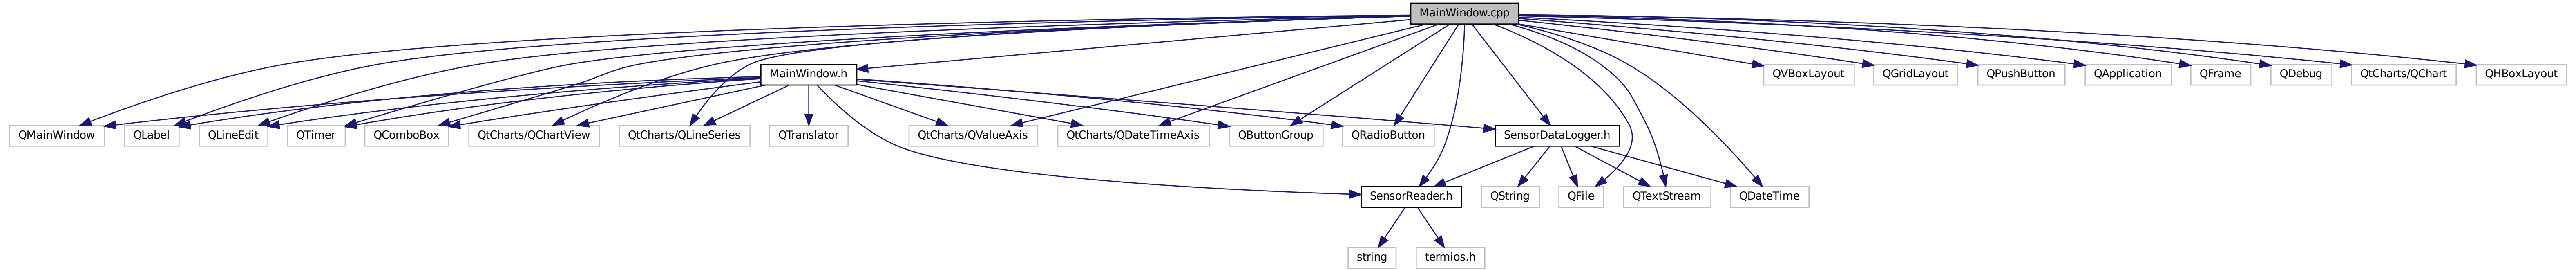 MainWindow.cpp
MainWindow.h
QVBoxLayout
QGridLayout
QPushButton
QApplication
QFrame
QDebug
QtCharts/QChart
QHBoxLayout
QMainWindow
QLabel
QLineEdit
QTimer
QComboBox
QtCharts/QChartView
QtCharts/QLineSeries
QTranslator
QtCharts/QValueAxis
QtCharts/QDateTimeAxis
QButtonGroup
QRadioButton
SensorDataLogger.h
SensorReader.h
QString
QFile
QTextStream
QDateTime
string
termios.h